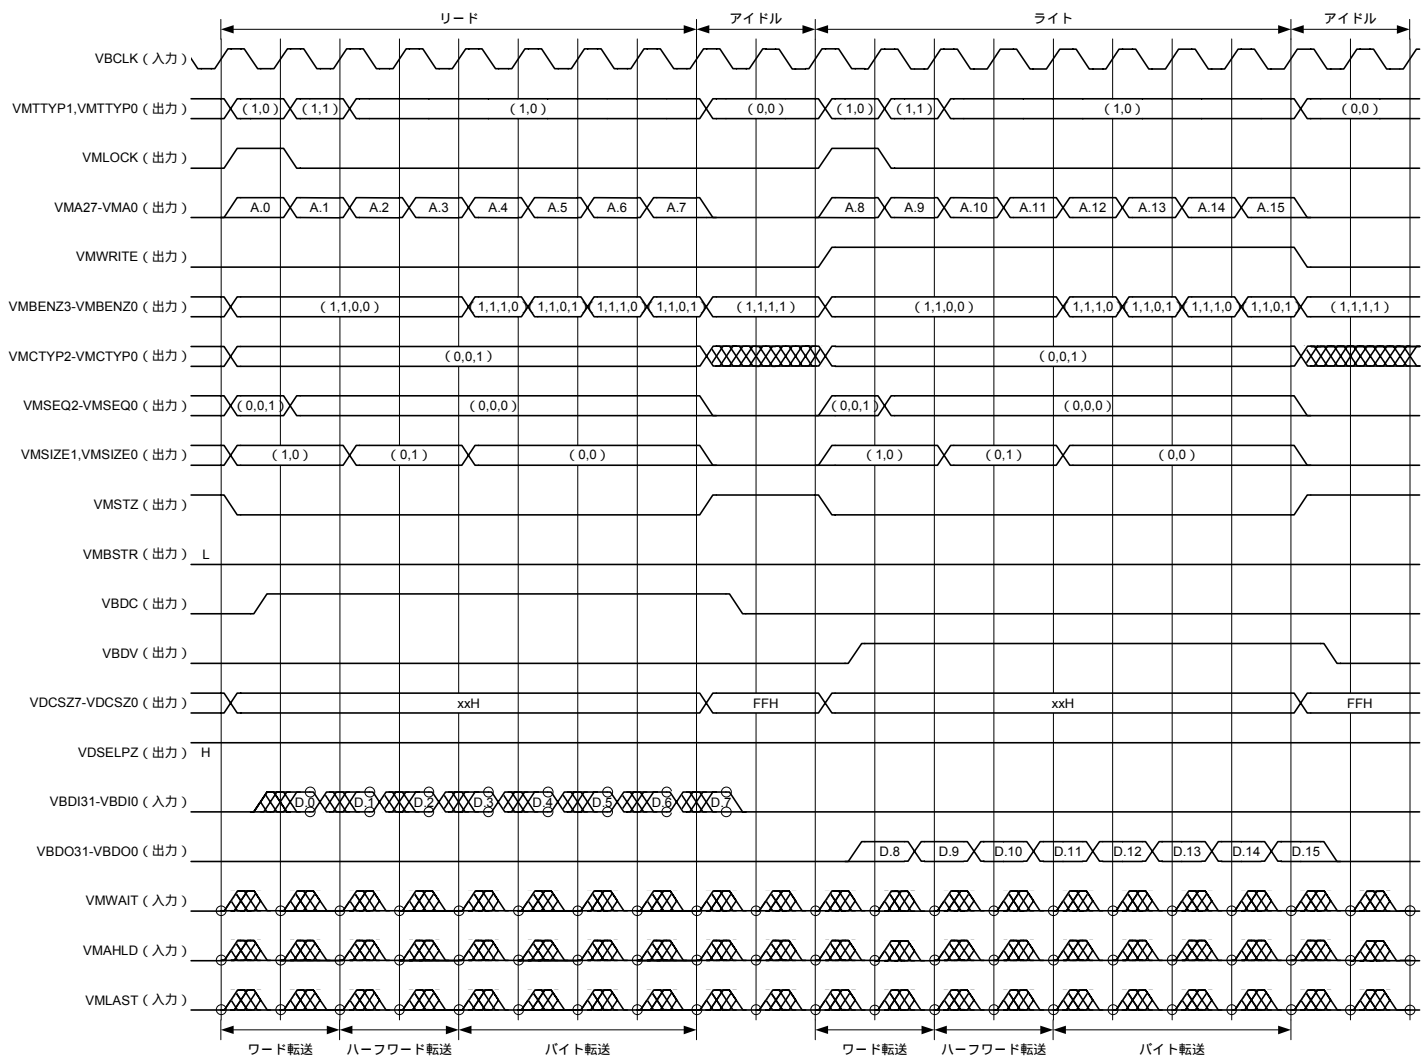 リード アイドル ライト アイドル
VBCLK（入力）
VMTTYP1,VMTTYP0（出力） (1,0) (1,1) (1,0) (0,0) (1,0) (1,1) (1,0) (0,0)
VMLOCK（出力）
VMA27-VMA0（出力） A.0 A.1 A.2 A.3 A.4 A.5 A.6 A.7 A.8 A.9 A.10 A.11 A.12 A.13 A.14 A.15
VMWRITE（出力）
VMBENZ3-VMBENZ0（出力） (1,1,0,0) 1,1,1,0 1,1,0,1 1,1,1,0 1,1,0,1 (1,1,1,1) (1,1,0,0) 1,1,1,0 1,1,0,1 1,1,1,0 1,1,0,1 (1,1,1,1)
VMCTYP2-VMCTYP0（出力） (0,0,1) (0,0,1)
VMSEQ2-VMSEQ0（出力） (0,0,1) (0,0,0) (0,0,1) (0,0,0)
VMSIZE1,VMSIZE0（出力） (1,0) (0,1) (0,0) (1,0) (0,1) (0,0)
VMSTZ（出力）
VMBSTR（出力） L
VBDC（出力）
VBDV（出力）
VDCSZ7-VDCSZ0（出力） xxH FFH xxH FFH
VDSELPZ（出力） H
VBDI31-VBDI0（入力） D.0 D.1 D.2 D.3 D.4 D.5 D.6 D.7
VBDO31-VBDO0（出力） D.8 D.9 D.10 D.11 D.12 D.13 D.14 D.15
VMWAIT（入力）
VMAHLD（入力）
VMLAST（入力）
ワード転送 ハーフワード転送 バイト転送 ワード転送 ハーフワード転送 バイト転送